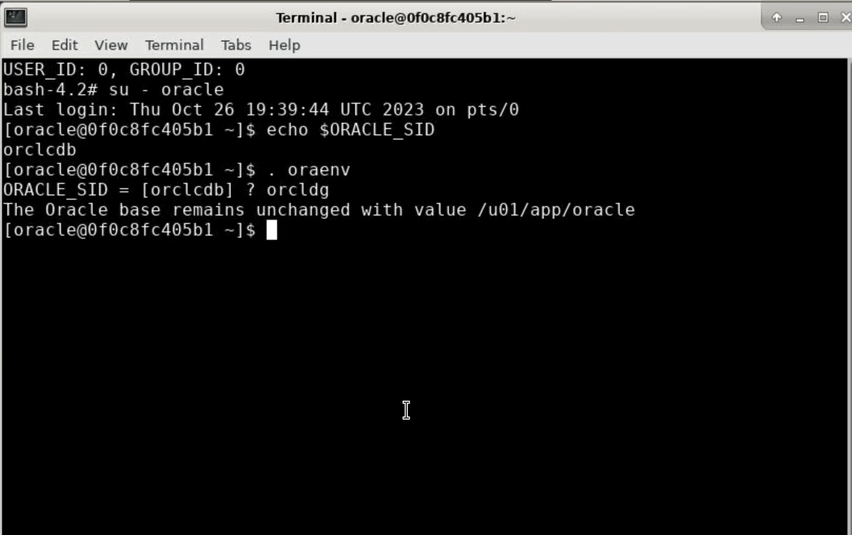 Terminal - oracle@0f0c8fc405b1:~
File Edit View Terminal Tabs Help
USER_ID: 0, GROUP_ID: 0
bash-4.2# su - oracle
Last login: Thu Oct 26 19:39:44 UTC 2023 on pts/0
[oracle@0f0c8fc405b1 ~]$ echo $ORACLE_SID
orclcdb
[oracle@0f0c8fc405b1 ~]$ . oraenv
ORACLE_SID = [orclcdb] ? orcldg
The Oracle base remains unchanged with value /u01/app/oracle
[oracle@0f0c8fc405b1 ~]$